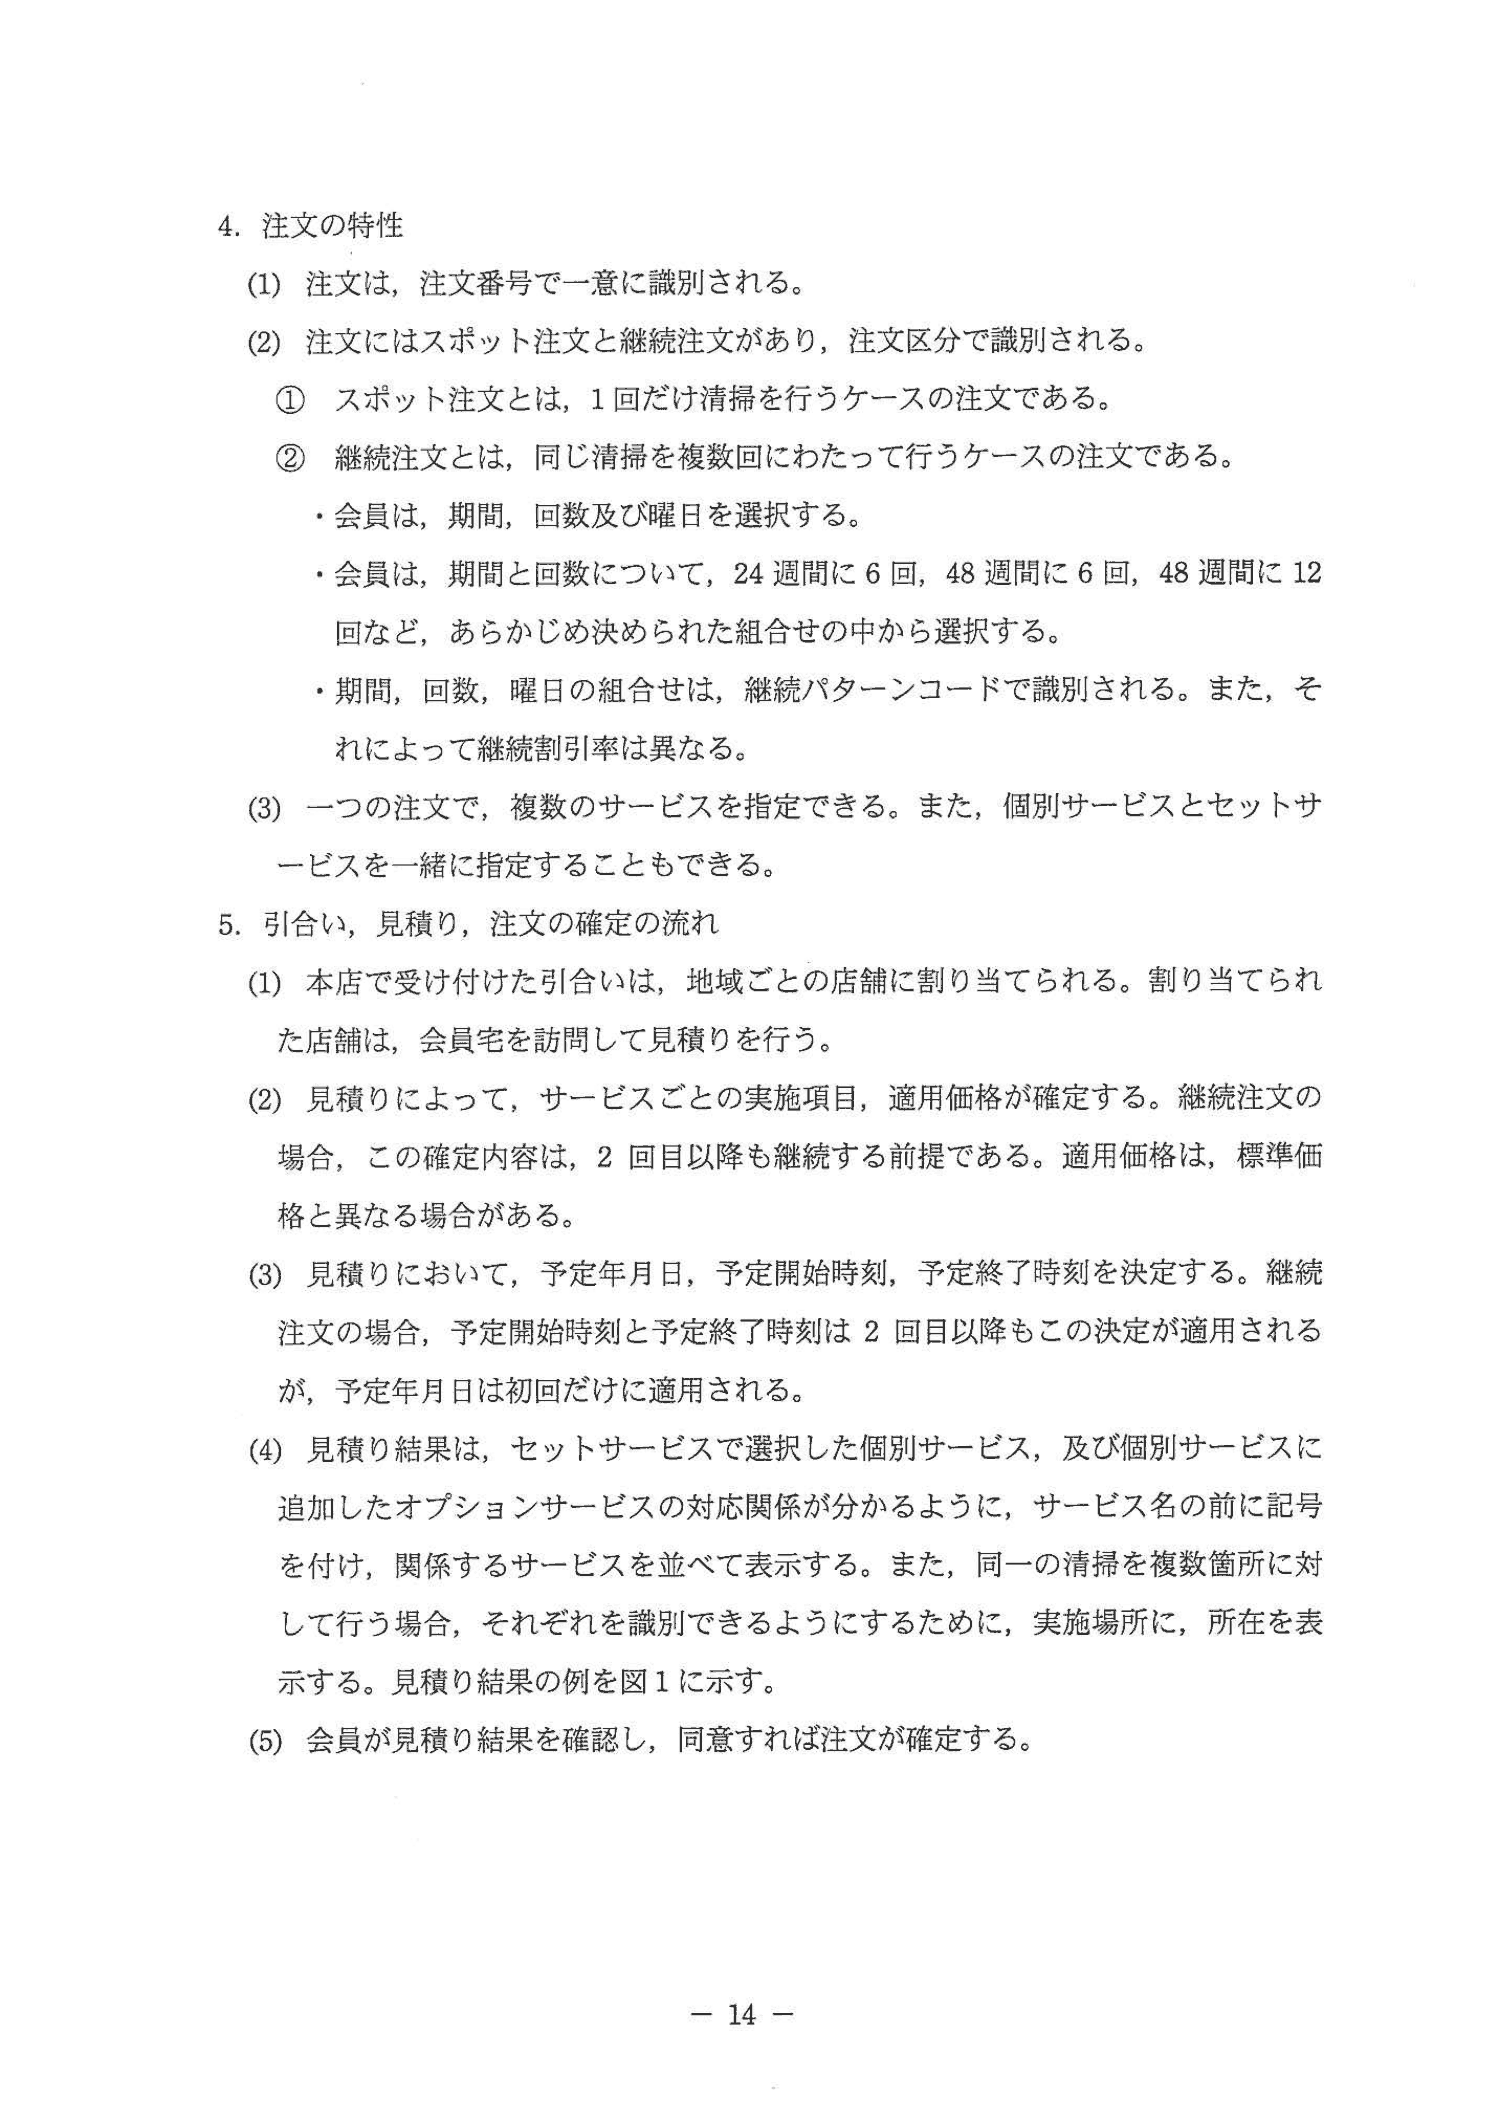 4. 注文の特性
(1) 注文は，注文番号で一意に識別される。
(2) 注文にはスポット注文と継続注文があり，注文区分で識別される。
① スポット注文とは，1回だけ清掃を行うケースの注文である。
② 継続注文とは，同じ清掃を複数回にわたって行うケースの注文である。
・会員は，期間，回数及び曜日を選択する。
・会員は，期間と回数について，24 週間に 6 回，48 週間に 6 回，48 週間に 12
回など，あらかじめ決められた組合せの中から選択する。
・期間，回数，曜日の組合せは，継続パターンコードで識別される。また，そ
れによって継続割引率は異なる。
(3) 一つの注文で，複数のサービスを指定できる。また，個別サービスとセットサ
ービスを一緒に指定することもできる。
5. 引合い，見積り，注文の確定の流れ
(1) 本店で受け付けた引合いは，地域ごとの店舗に割り当てられる。割り当てられ
た店舗は，会員宅を訪問して見積りを行う。
(2) 見積りによって，サービスごとの実施項目，適用価格が確定する。継続注文の
場合，この確定内容は，2 回目以降も継続する前提である。適用価格は，標準価
格と異なる場合がある。
(3) 見積りにおいて，予定年月日，予定開始時刻，予定終了時刻を決定する。継続
注文の場合，予定開始時刻と予定終了時刻は 2 回目以降もこの決定が適用される
が，予定年月日は初回だけに適用される。
(4) 見積り結果は，セットサービスで選択した個別サービス，及び個別サービスに
追加したオプションサービスの対応関係が分かるように，サービス名の前に記号
を付け，関係するサービスを並べて表示する。また，同一の清掃を複数箇所に対
して行う場合，それぞれを識別できるようにするために，実施場所に，所在を表
示する。見積り結果の例を図1に示す。
(5) 会員が見積り結果を確認し，同意すれば注文が確定する。
－ 14 －